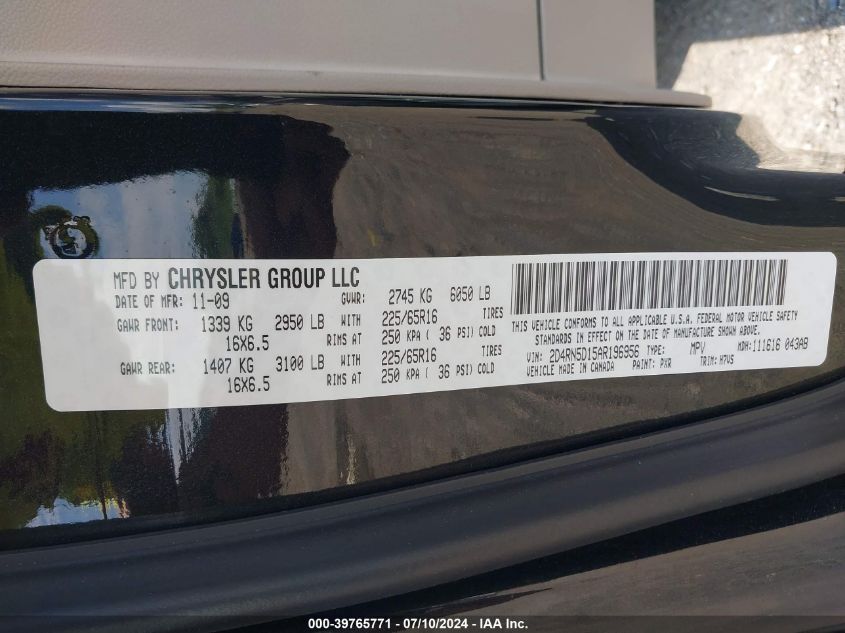 MFD BY CHRYSLER GROUP LLC
DATE OF MFR: 11-09 GVWR: 2745 KG 6050 LB
GAWR FRONT: 1339 KG 2950 LB WITH 225/65R16 TIRES
16X6.5 RIMS AT 250 KPA ( 36 PSI) COLD
GAWR REAR: 1407 KG 3100 LB WITH 225/65R16 TIRES
16X6.5 RIMS AT 250 KPA ( 36 PSI) COLD
THIS VEHICLE CONFORMS TO ALL APPLICABLE U.S.A. FEDERAL MOTOR VEHICLE SAFETY
STANDARDS IN EFFECT ON THE DATE OF MANUFACTURE SHOWN ABOVE.
VIN: 2D4RN5D15AR196956 TYPE: MPV MDH: 111616 043AB
VEHICLE MADE IN CANADA PAINT: PXR TRIM: H7US
000-39765771 — 07/10/2024 — IAA Inc.